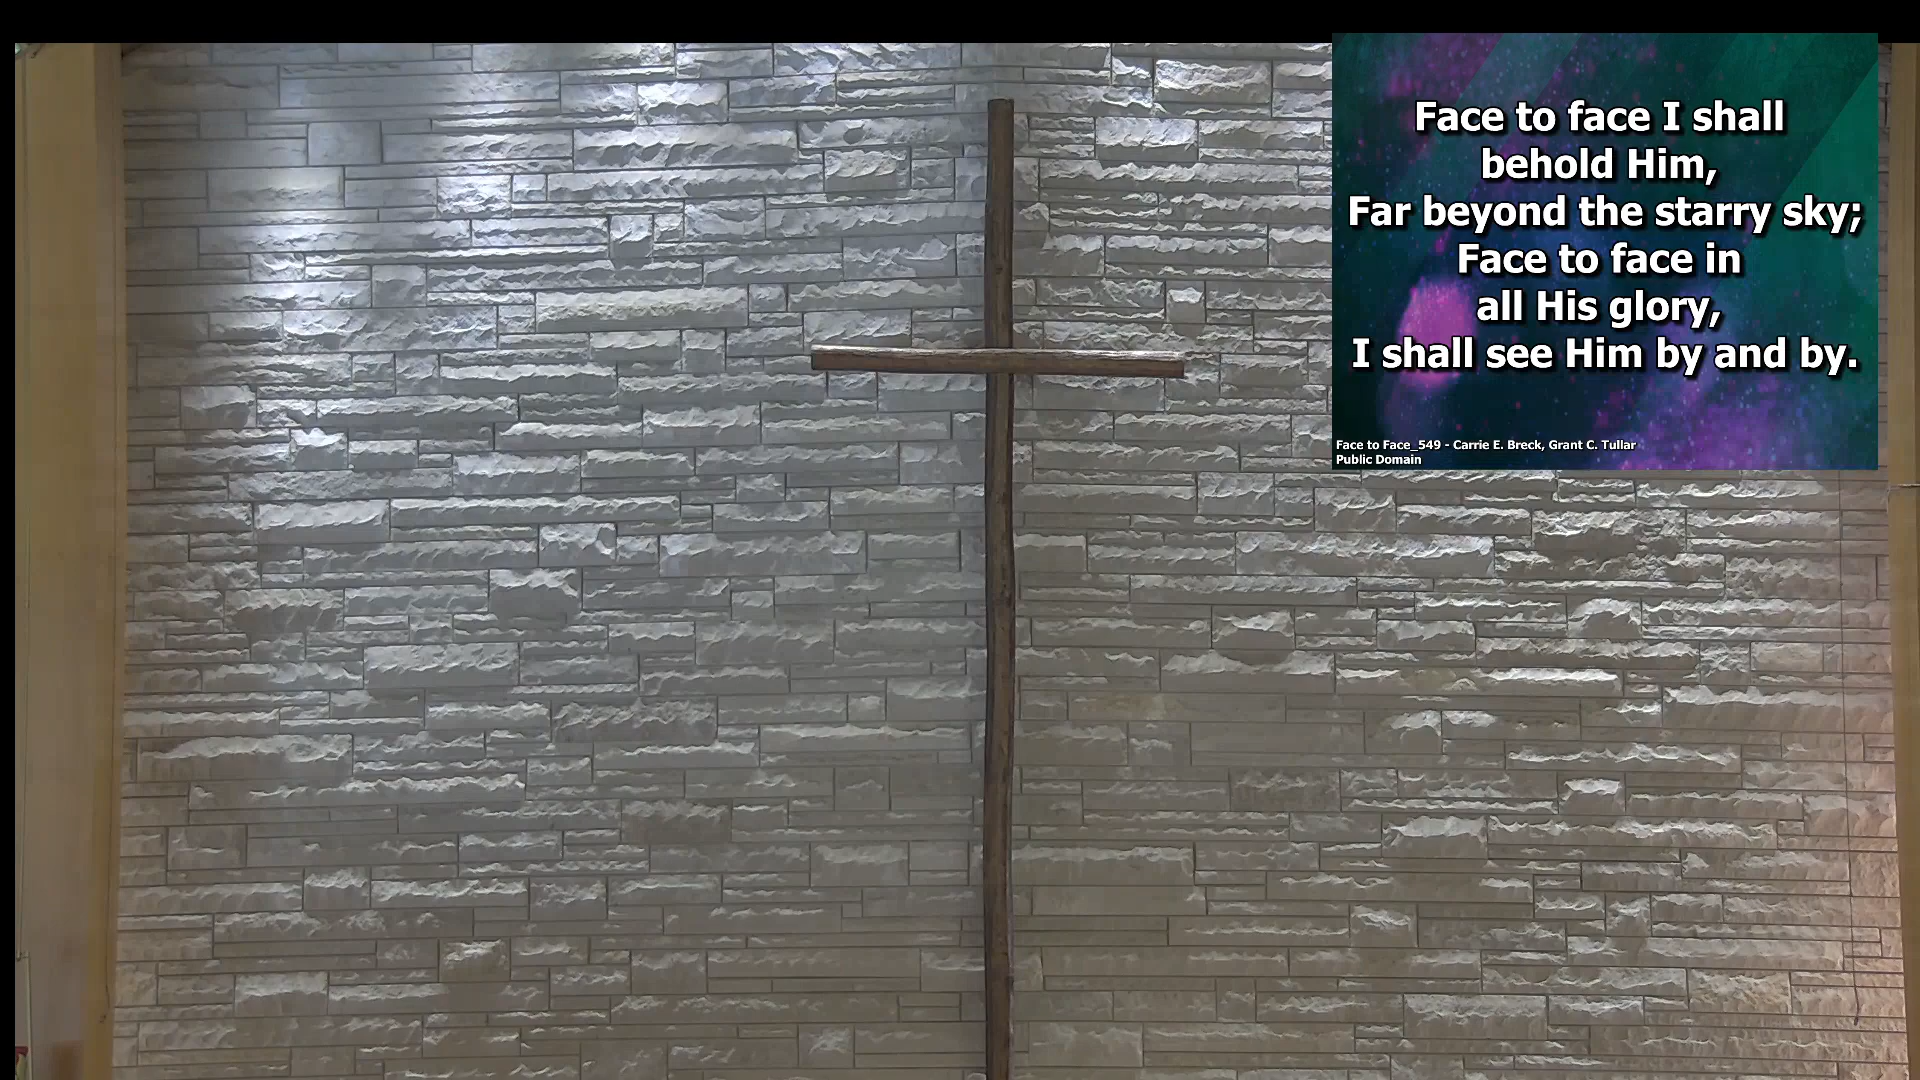 Face to face I shall
behold Him,
Far beyond the starry sky;
Face to face in
all His glory,
I shall see Him by and by.
Face to Face_549 - Carrie E. Breck, Grant C. Tullar
Public Domain